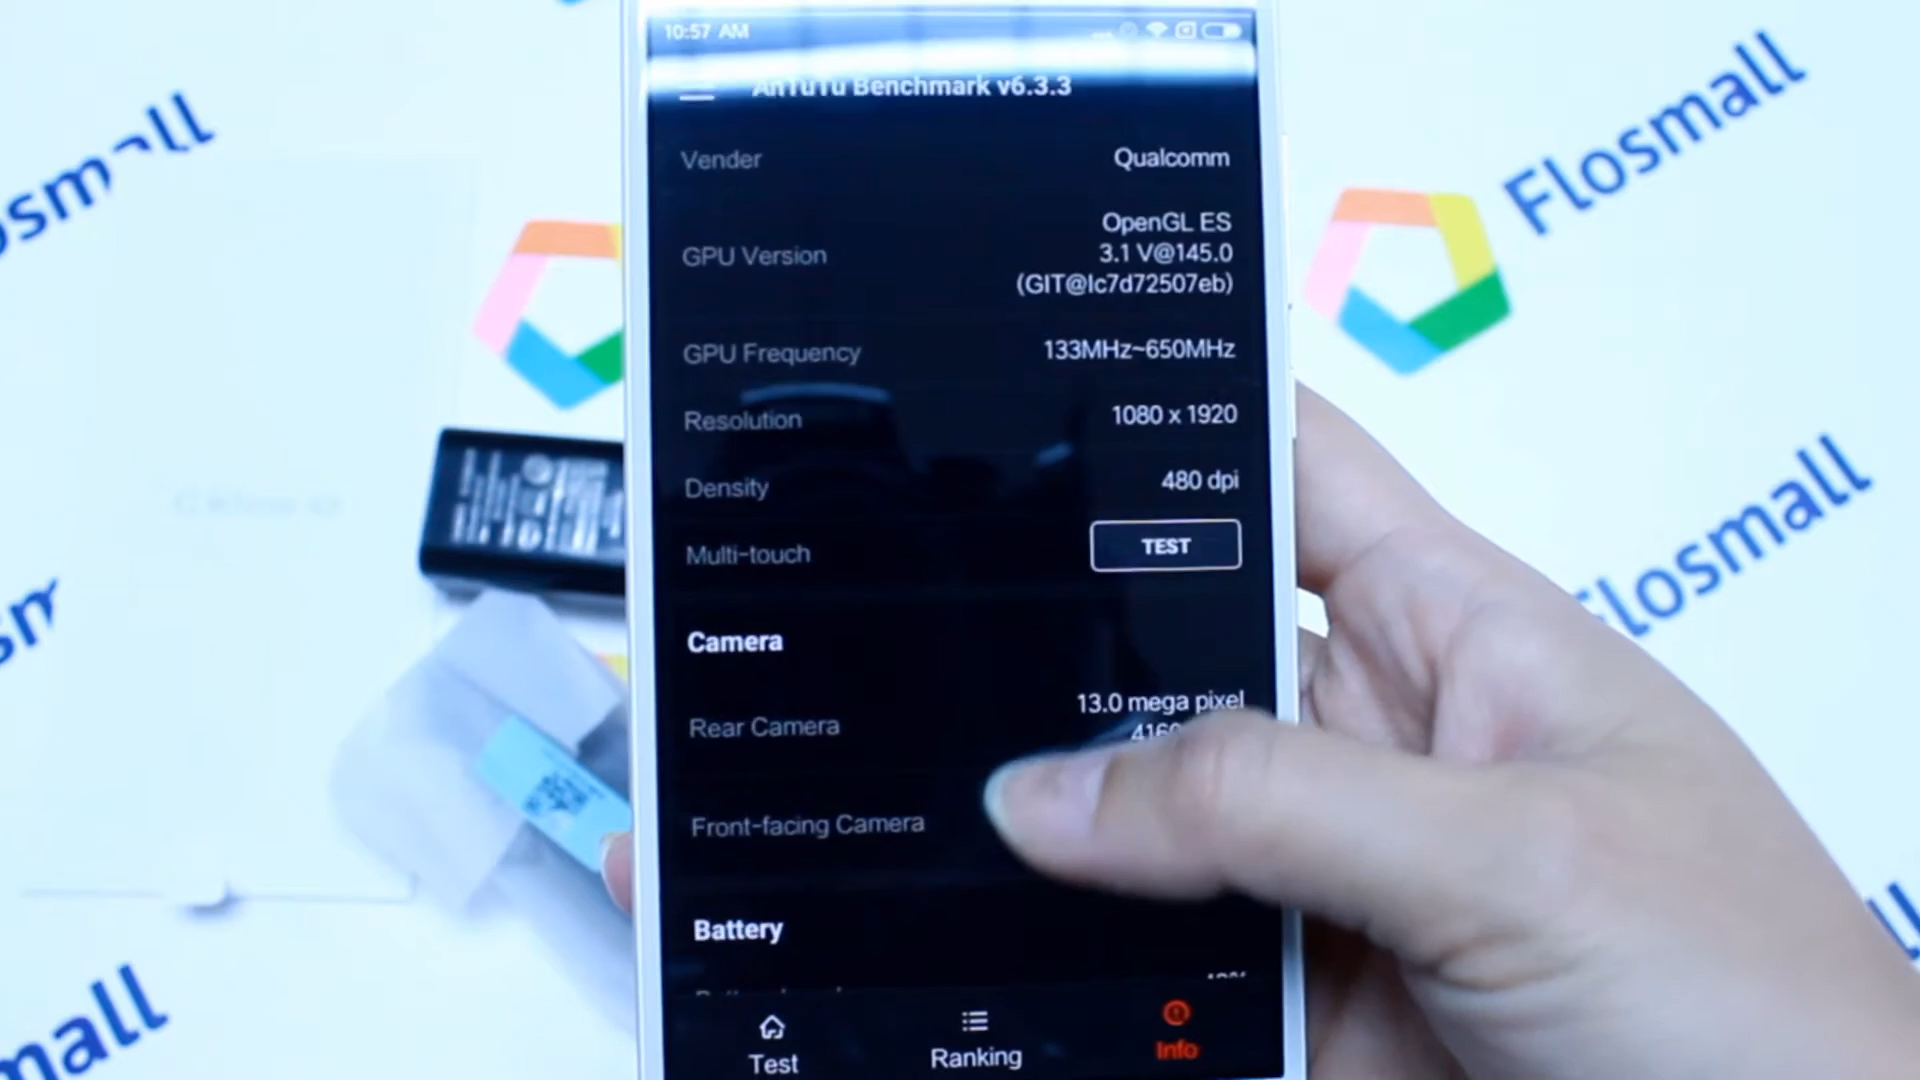 10:57 AM
AnTuTu Benchmark v6.3.3
Vender
Qualcomm
GPU Version
OpenGL ES
3.1 V@145.0
(GIT@Ic7d72507eb)
GPU Frequency
133MHz~650MHz
Resolution
1080 x 1920
Density
480 dpi
Multi-touch
TEST
Camera
Rear Camera
13.0 mega pixel
Front-facing Camera
Battery
Test
Ranking
Info
Flosmall
Flosmall